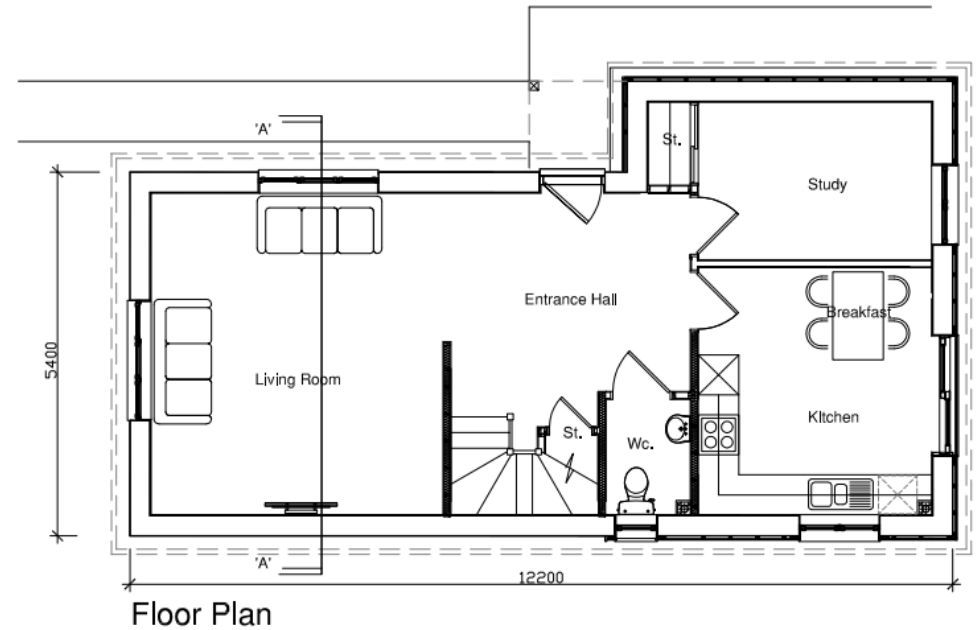 'A'
St.
Study
Entrance Hall
Breakfast
5400
Living Room
KItchen
St.
Wc.
'A'
12200
Floor Plan